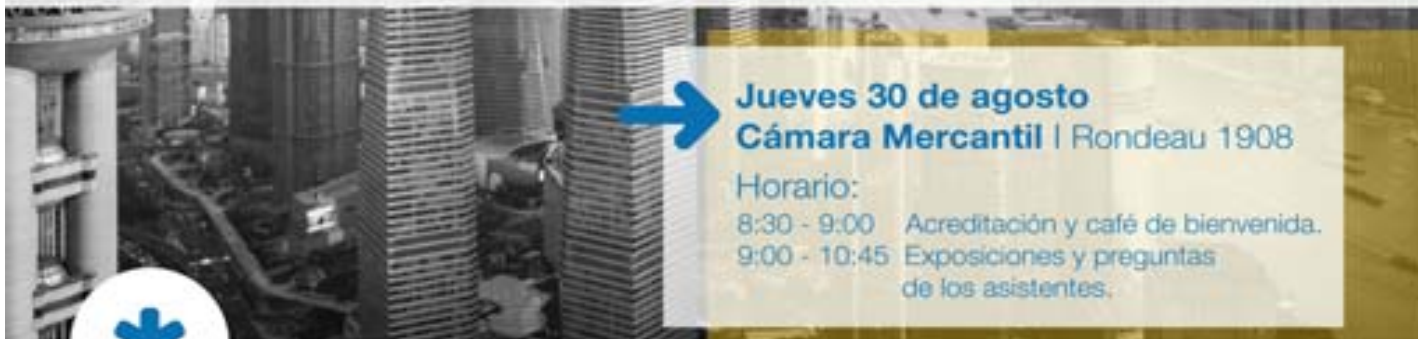 Jueves 30 de agosto
Cámara Mercantil | Rondeau 1908
Horario:
8:30 - 9:00 Acreditación y café de bienvenida.
9:00 - 10:45 Exposiciones y preguntas
de los asistentes.